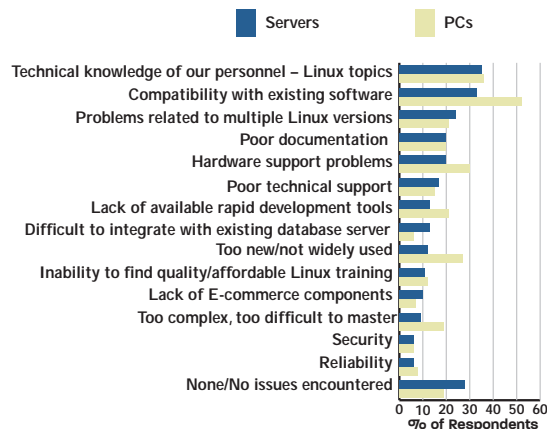 Servers PCs
Technical knowledge of our personnel – Linux topics
Compatibility with existing software
Problems related to multiple Linux versions
Poor documentation
Hardware support problems
Poor technical support
Lack of available rapid development tools
Difficult to integrate with existing database server
Too new/not widely used
Inability to find quality/affordable Linux training
Lack of E-commerce components
Too complex, too difficult to master
Security
Reliability
None/No issues encountered
0 10 20 30 40 50 60
% of Respondents